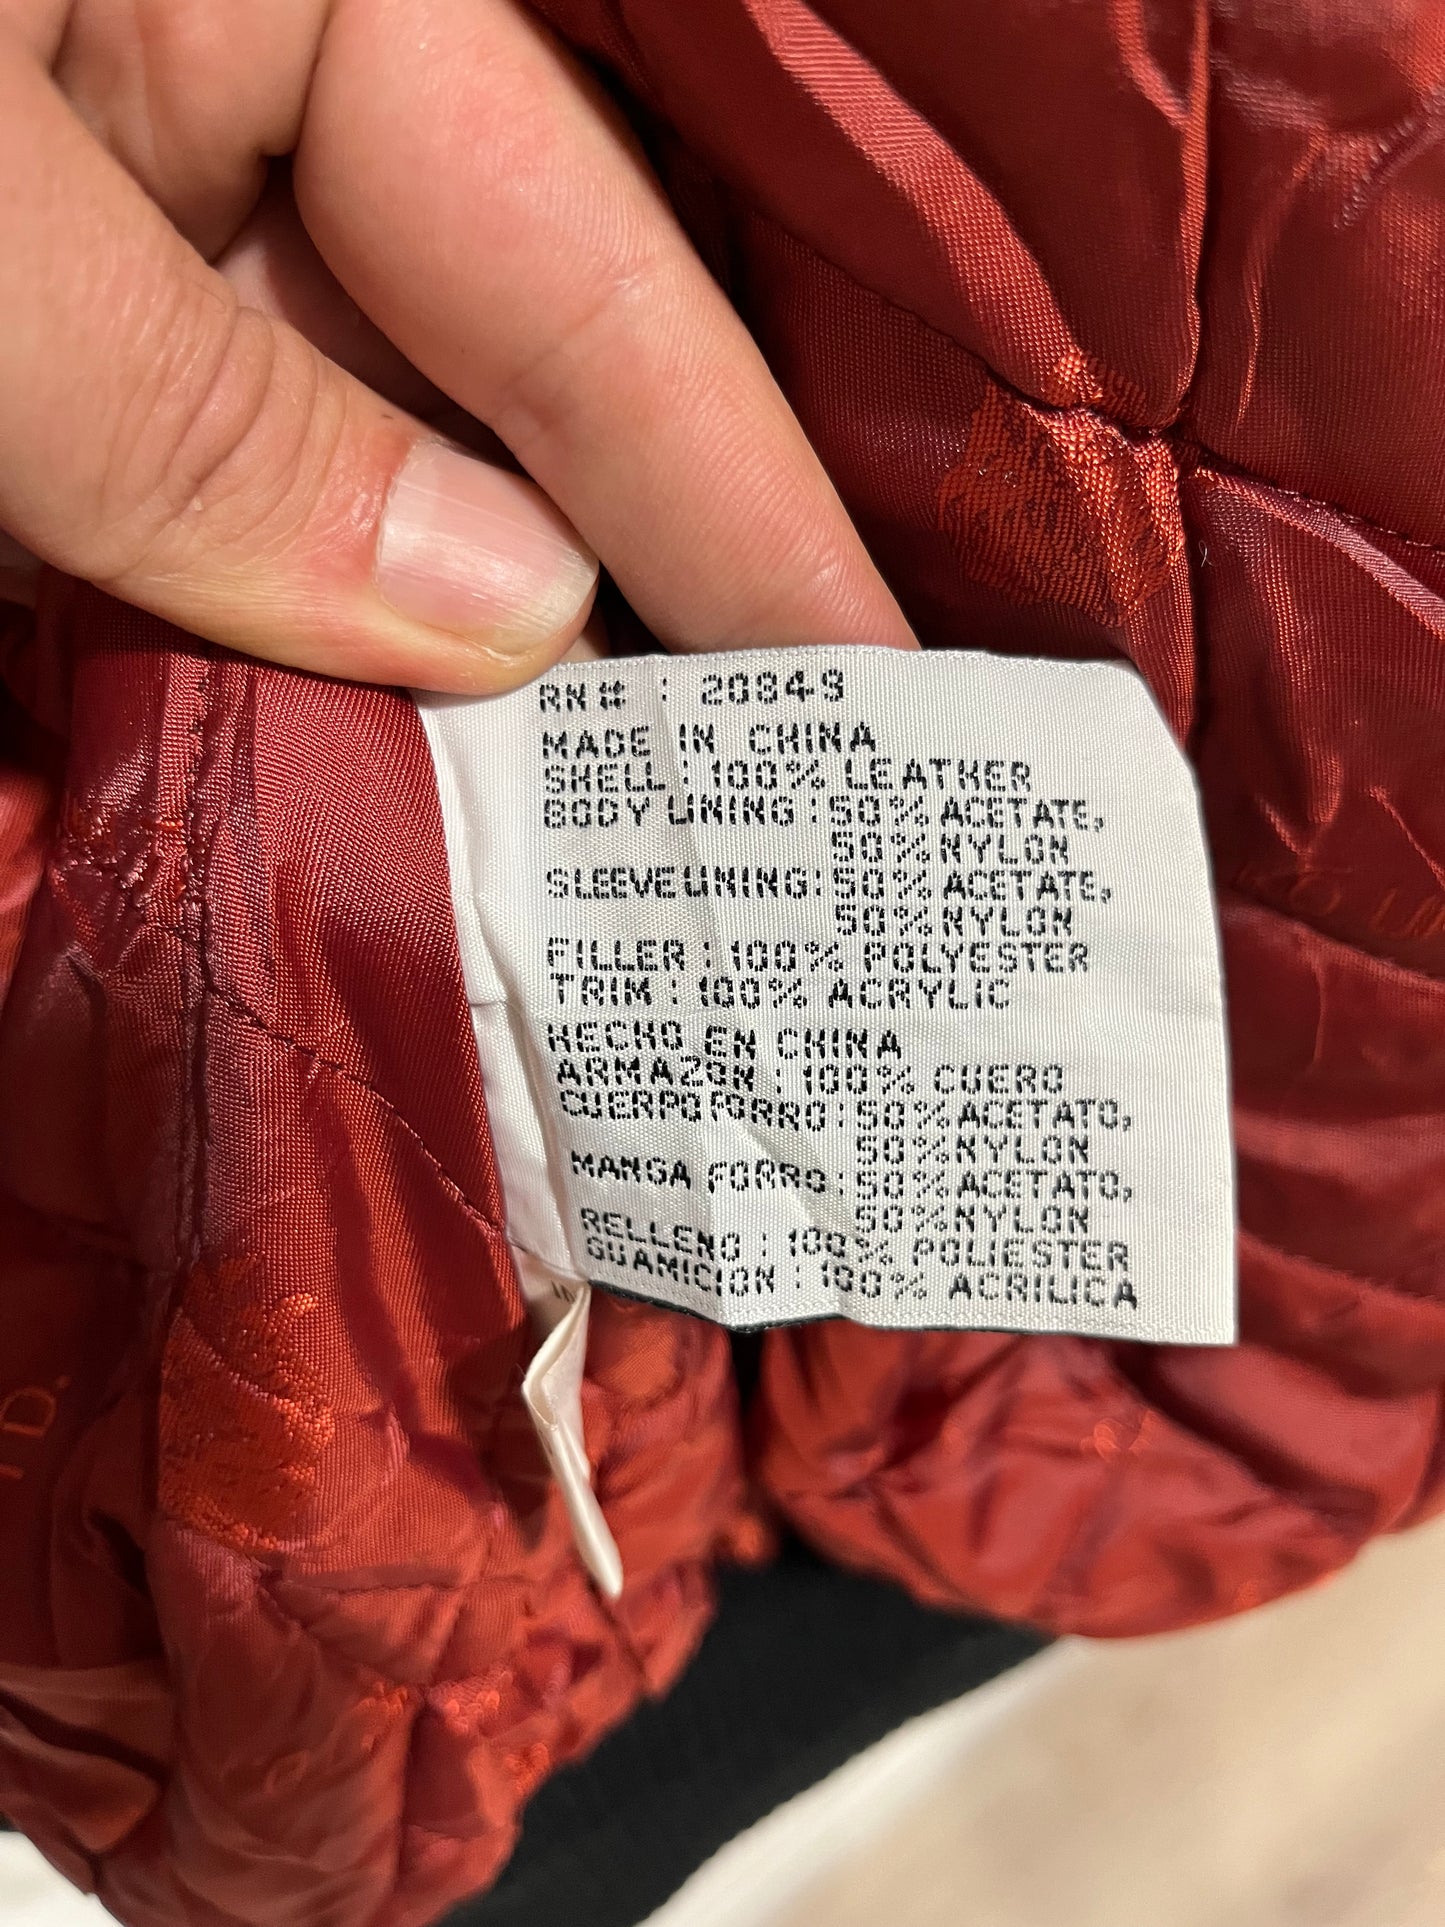 RN# : 20849
MADE IN CHINA
SHELL : 100% LEATHER
BODY LINING : 50% ACETATE,
50% NYLON
SLEEVE LINING : 50% ACETATE,
50% NYLON
FILLER : 100% POLYESTER
TRIM : 100% ACRYLIC
HECHO EN CHINA
ARMAZON : 100% CUERO
CUERPO FORRO : 50% ACETATO,
50% NYLON
MANGA FORRO : 50% ACETATO,
50% NYLON
RELLENO : 100% POLIESTER
GUARNICION : 100% ACRILICA